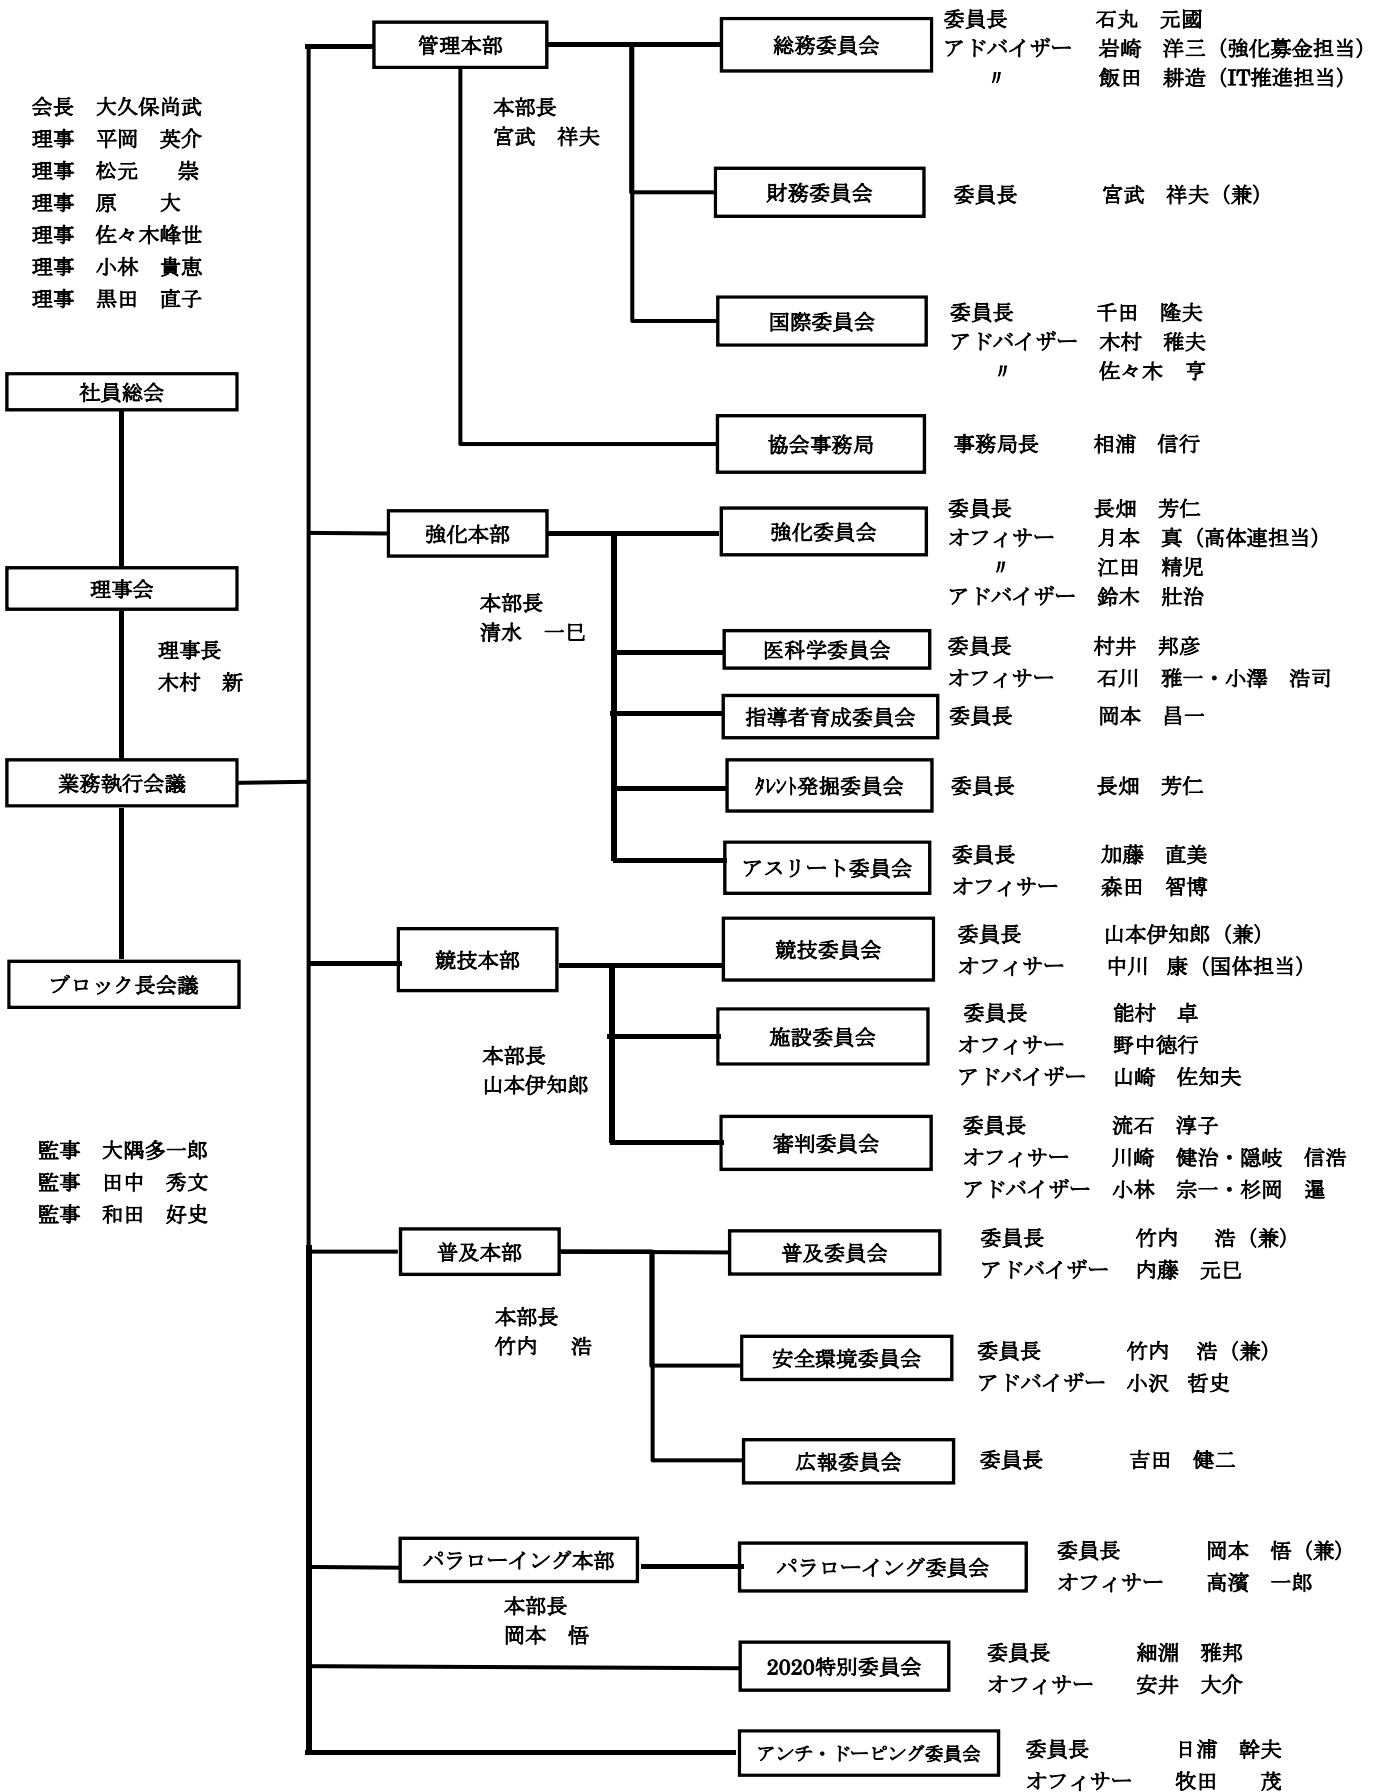 会長　大久保尚武
理事　平岡　英介
理事　松元　崇
理事　原　大
理事　佐々木峰世
理事　小林　貴恵
理事　黒田　直子
社員総会
理事会
理事長
木村　新
業務執行会議
ブロック長会議
監事　大隅多一郎
監事　田中　秀文
監事　和田　好史
管理本部
本部長
宮武　祥夫
総務委員会
委員長　石丸　元國
アドバイザー　岩崎　洋三（強化募金担当）
〃　飯田　耕造（IT推進担当）
財務委員会
委員長　宮武　祥夫（兼）
国際委員会
委員長　千田　隆夫
アドバイザー　木村　稚夫
〃　佐々木　亨
協会事務局
事務局長　相浦　信行
強化本部
本部長
清水　一巳
強化委員会
委員長　長畑　芳仁
オフィサー　月本　真（高体連担当）
〃　江田　精児
アドバイザー　鈴木　壯治
医科学委員会
委員長　村井　邦彦
オフィサー　石川　雅一・小澤　浩司
指導者育成委員会
委員長　岡本　昌一
ﾀﾚﾝﾄ発掘委員会
委員長　長畑　芳仁
アスリート委員会
委員長　加藤　直美
オフィサー　森田　智博
競技本部
本部長
山本伊知郎
競技委員会
委員長　山本伊知郎（兼）
オフィサー　中川　康（国体担当）
施設委員会
委員長　能村　卓
オフィサー　野中徳行
アドバイザー　山崎　佐知夫
審判委員会
委員長　流石　淳子
オフィサー　川崎　健治・隠岐　信浩
アドバイザー　小林　宗一・杉岡　暹
普及本部
本部長
竹内　浩
普及委員会
委員長　竹内　浩（兼）
アドバイザー　内藤　元巳
安全環境委員会
委員長　竹内　浩（兼）
アドバイザー　小沢　哲史
広報委員会
委員長　吉田　健二
パラローイング本部
本部長
岡本　悟
パラローイング委員会
委員長　岡本　悟（兼）
オフィサー　高濱　一郎
2020特別委員会
委員長　細淵　雅邦
オフィサー　安井　大介
アンチ・ドーピング委員会
委員長　日浦　幹夫
オフィサー　牧田　茂